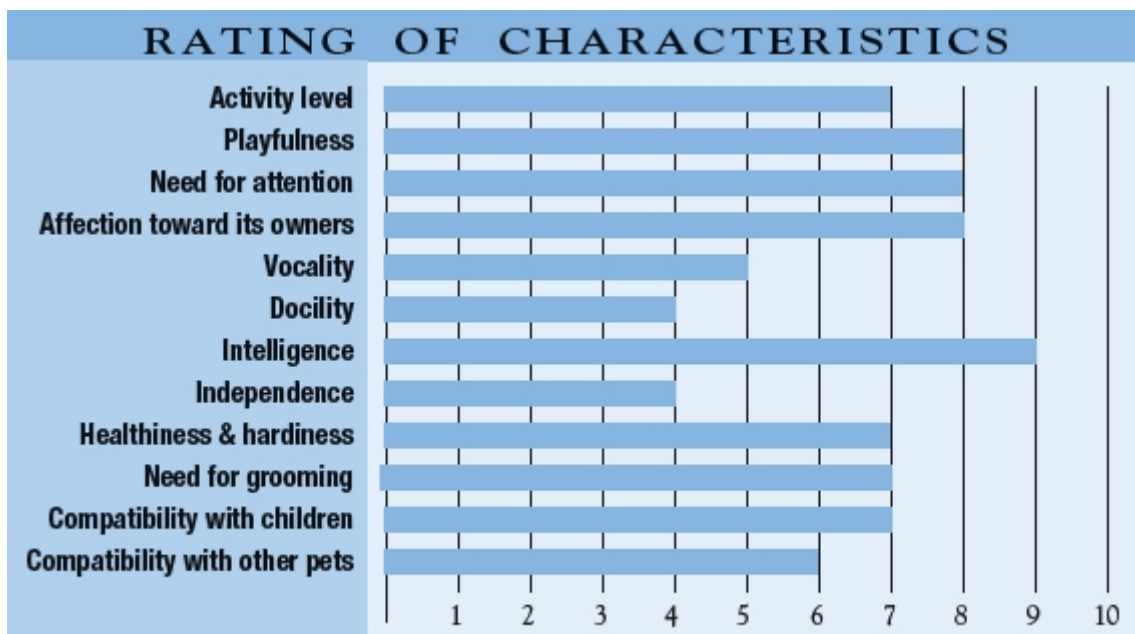 RATING OF CHARACTERISTICS
Activity level
Playfulness
Need for attention
Affection toward its owners
Vocality
Docility
Intelligence
Independence
Healthiness & hardiness
Need for grooming
Compatibility with children
Compatibility with other pets
1 2 3 4 5 6 7 8 9 10